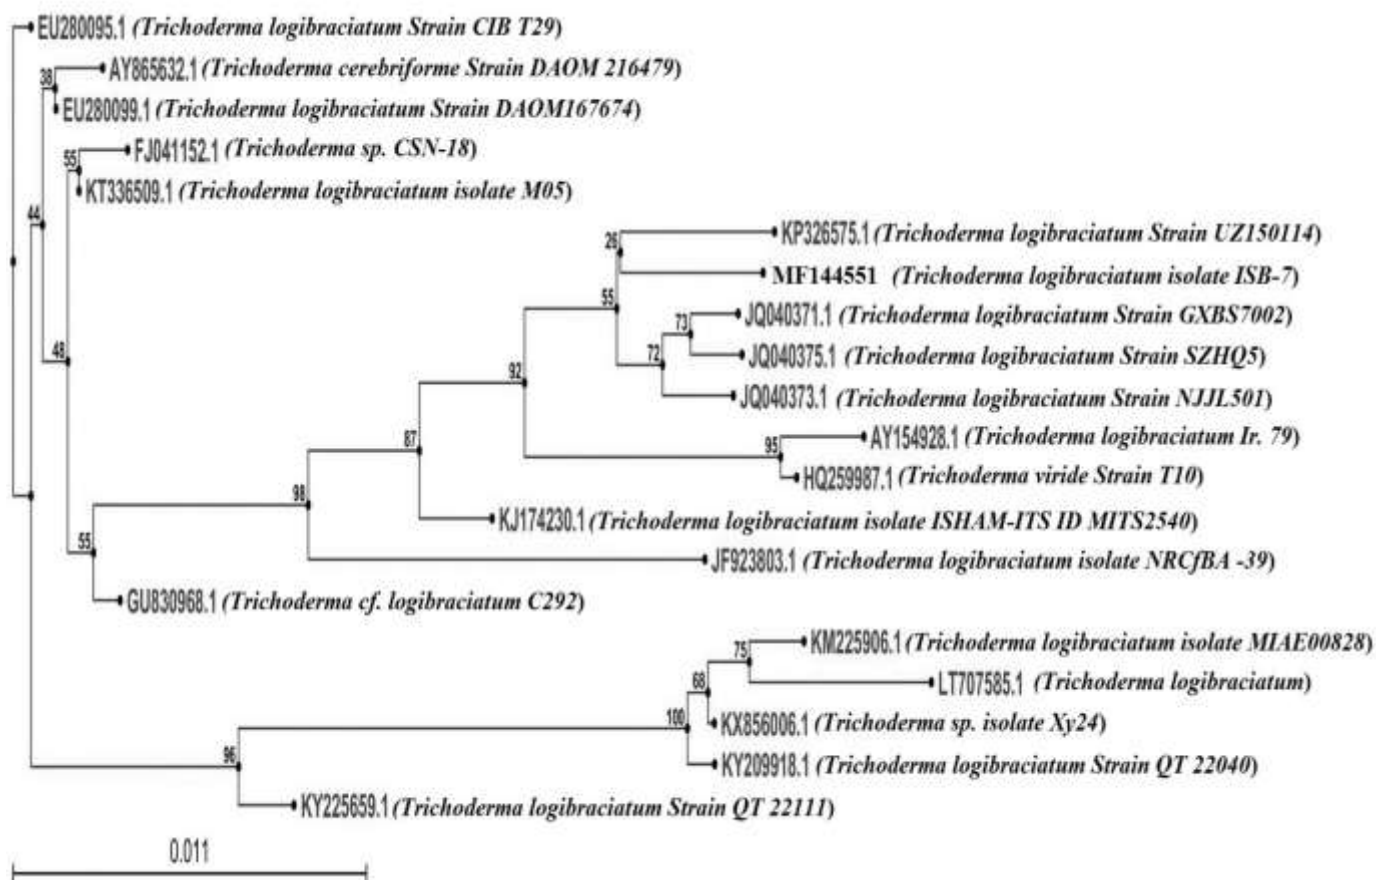 EU280095.1 (Trichoderma logibraciatum Strain CIB T29)
AY865632.1 (Trichoderma cerebriforme Strain DAOM 216479)
38
EU280099.1 (Trichoderma logibraciatum Strain DAOM167674)
FJ041152.1 (Trichoderma sp. CSN-18)
55
KT336509.1 (Trichoderma logibraciatum isolate M05)
44
KP326575.1 (Trichoderma logibraciatum Strain UZ150114)
26
MF144551 (Trichoderma logibraciatum isolate ISB-7)
55
JQ040371.1 (Trichoderma logibraciatum Strain GXBS7002)
73
JQ040375.1 (Trichoderma logibraciatum Strain SZHQ5)
48
72
92
JQ040373.1 (Trichoderma logibraciatum Strain NJJL501)
87
AY154928.1 (Trichoderma logibraciatum Ir. 79)
95
HQ259987.1 (Trichoderma viride Strain T10)
98
KJ174230.1 (Trichoderma logibraciatum isolate ISHAM-ITS ID MITS2540)
55
JF923803.1 (Trichoderma logibraciatum isolate NRCfBA -39)
GU830968.1 (Trichoderma cf. logibraciatum C292)
KM225906.1 (Trichoderma logibraciatum isolate MIAE00828)
75
LT707585.1 (Trichoderma logibraciatum)
68
KX856006.1 (Trichoderma sp. isolate Xy24)
100
96
KY209918.1 (Trichoderma logibraciatum Strain QT 22040)
KY225659.1 (Trichoderma logibraciatum Strain QT 22111)
0.011